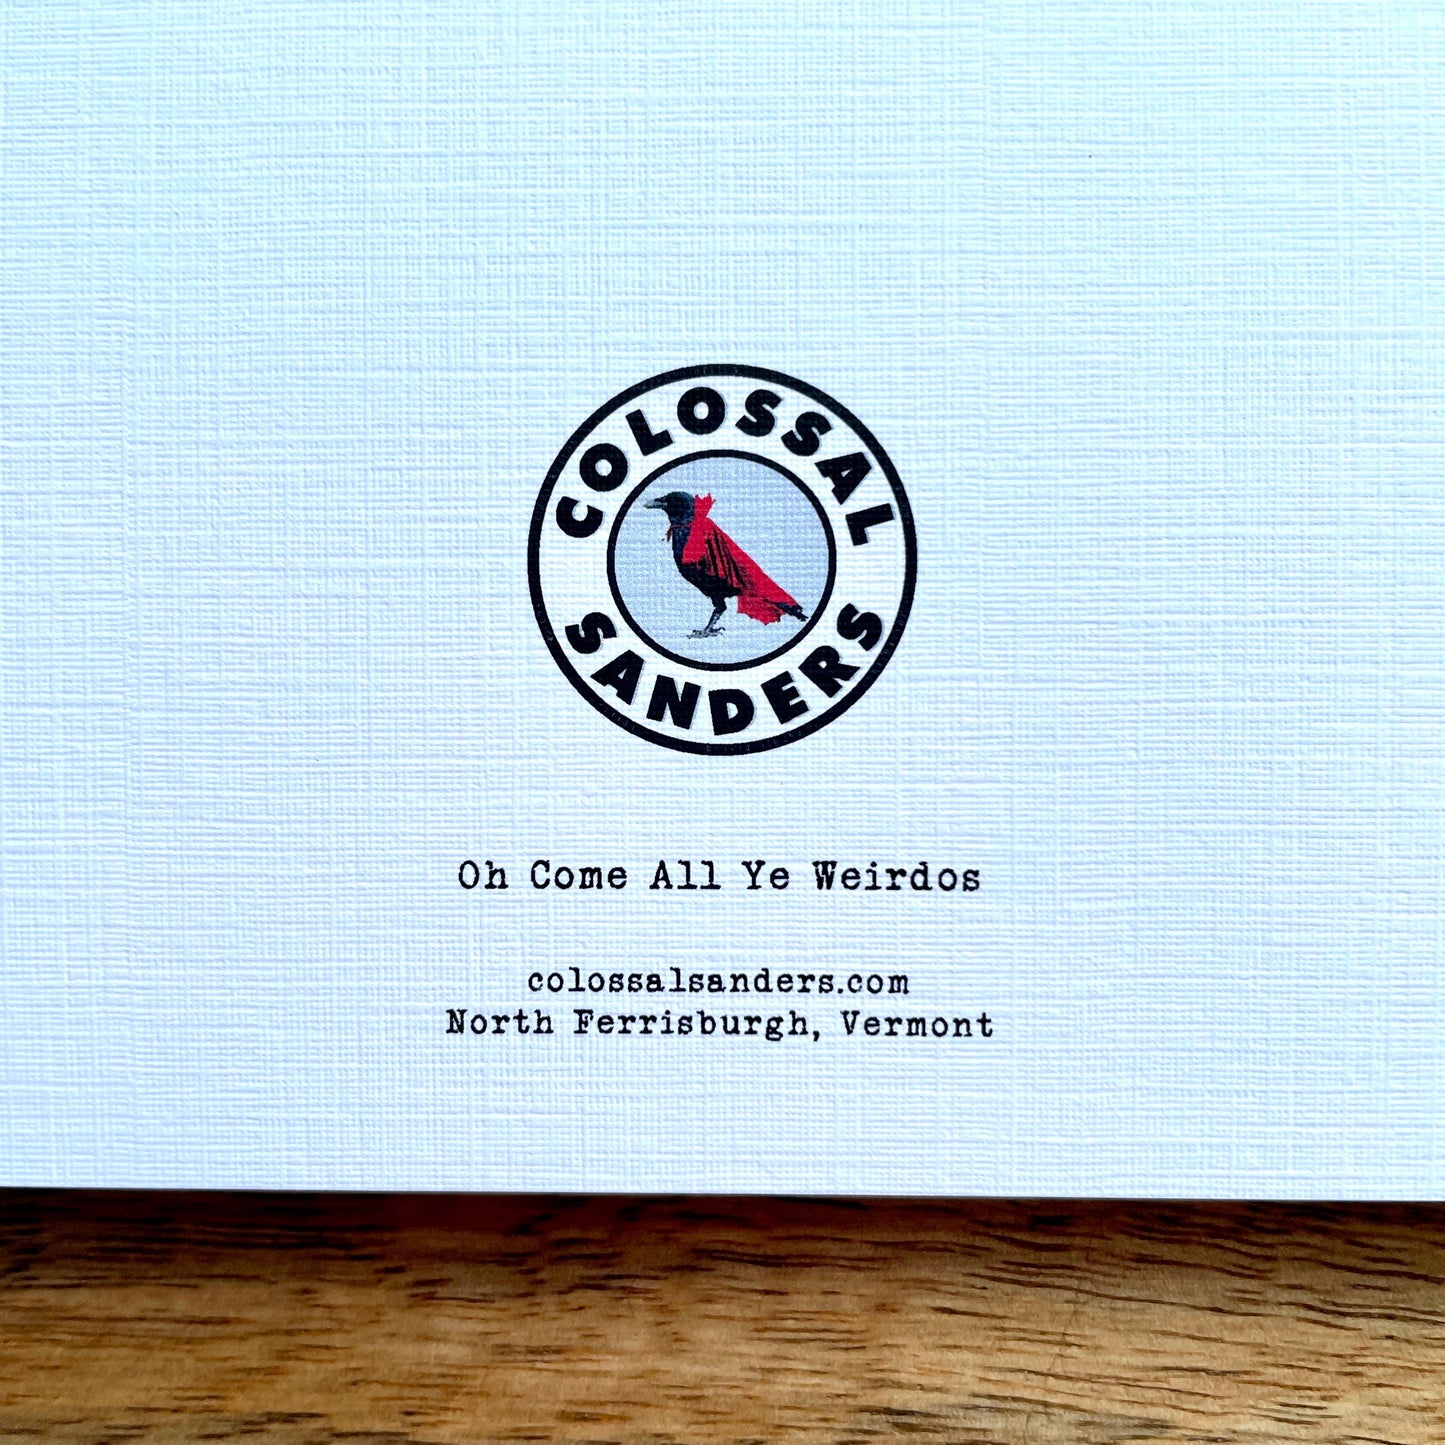 COLOSSAL
SANDERS
Oh Come All Ye Weirdos
colossalsanders.com
North Ferrisburgh, Vermont